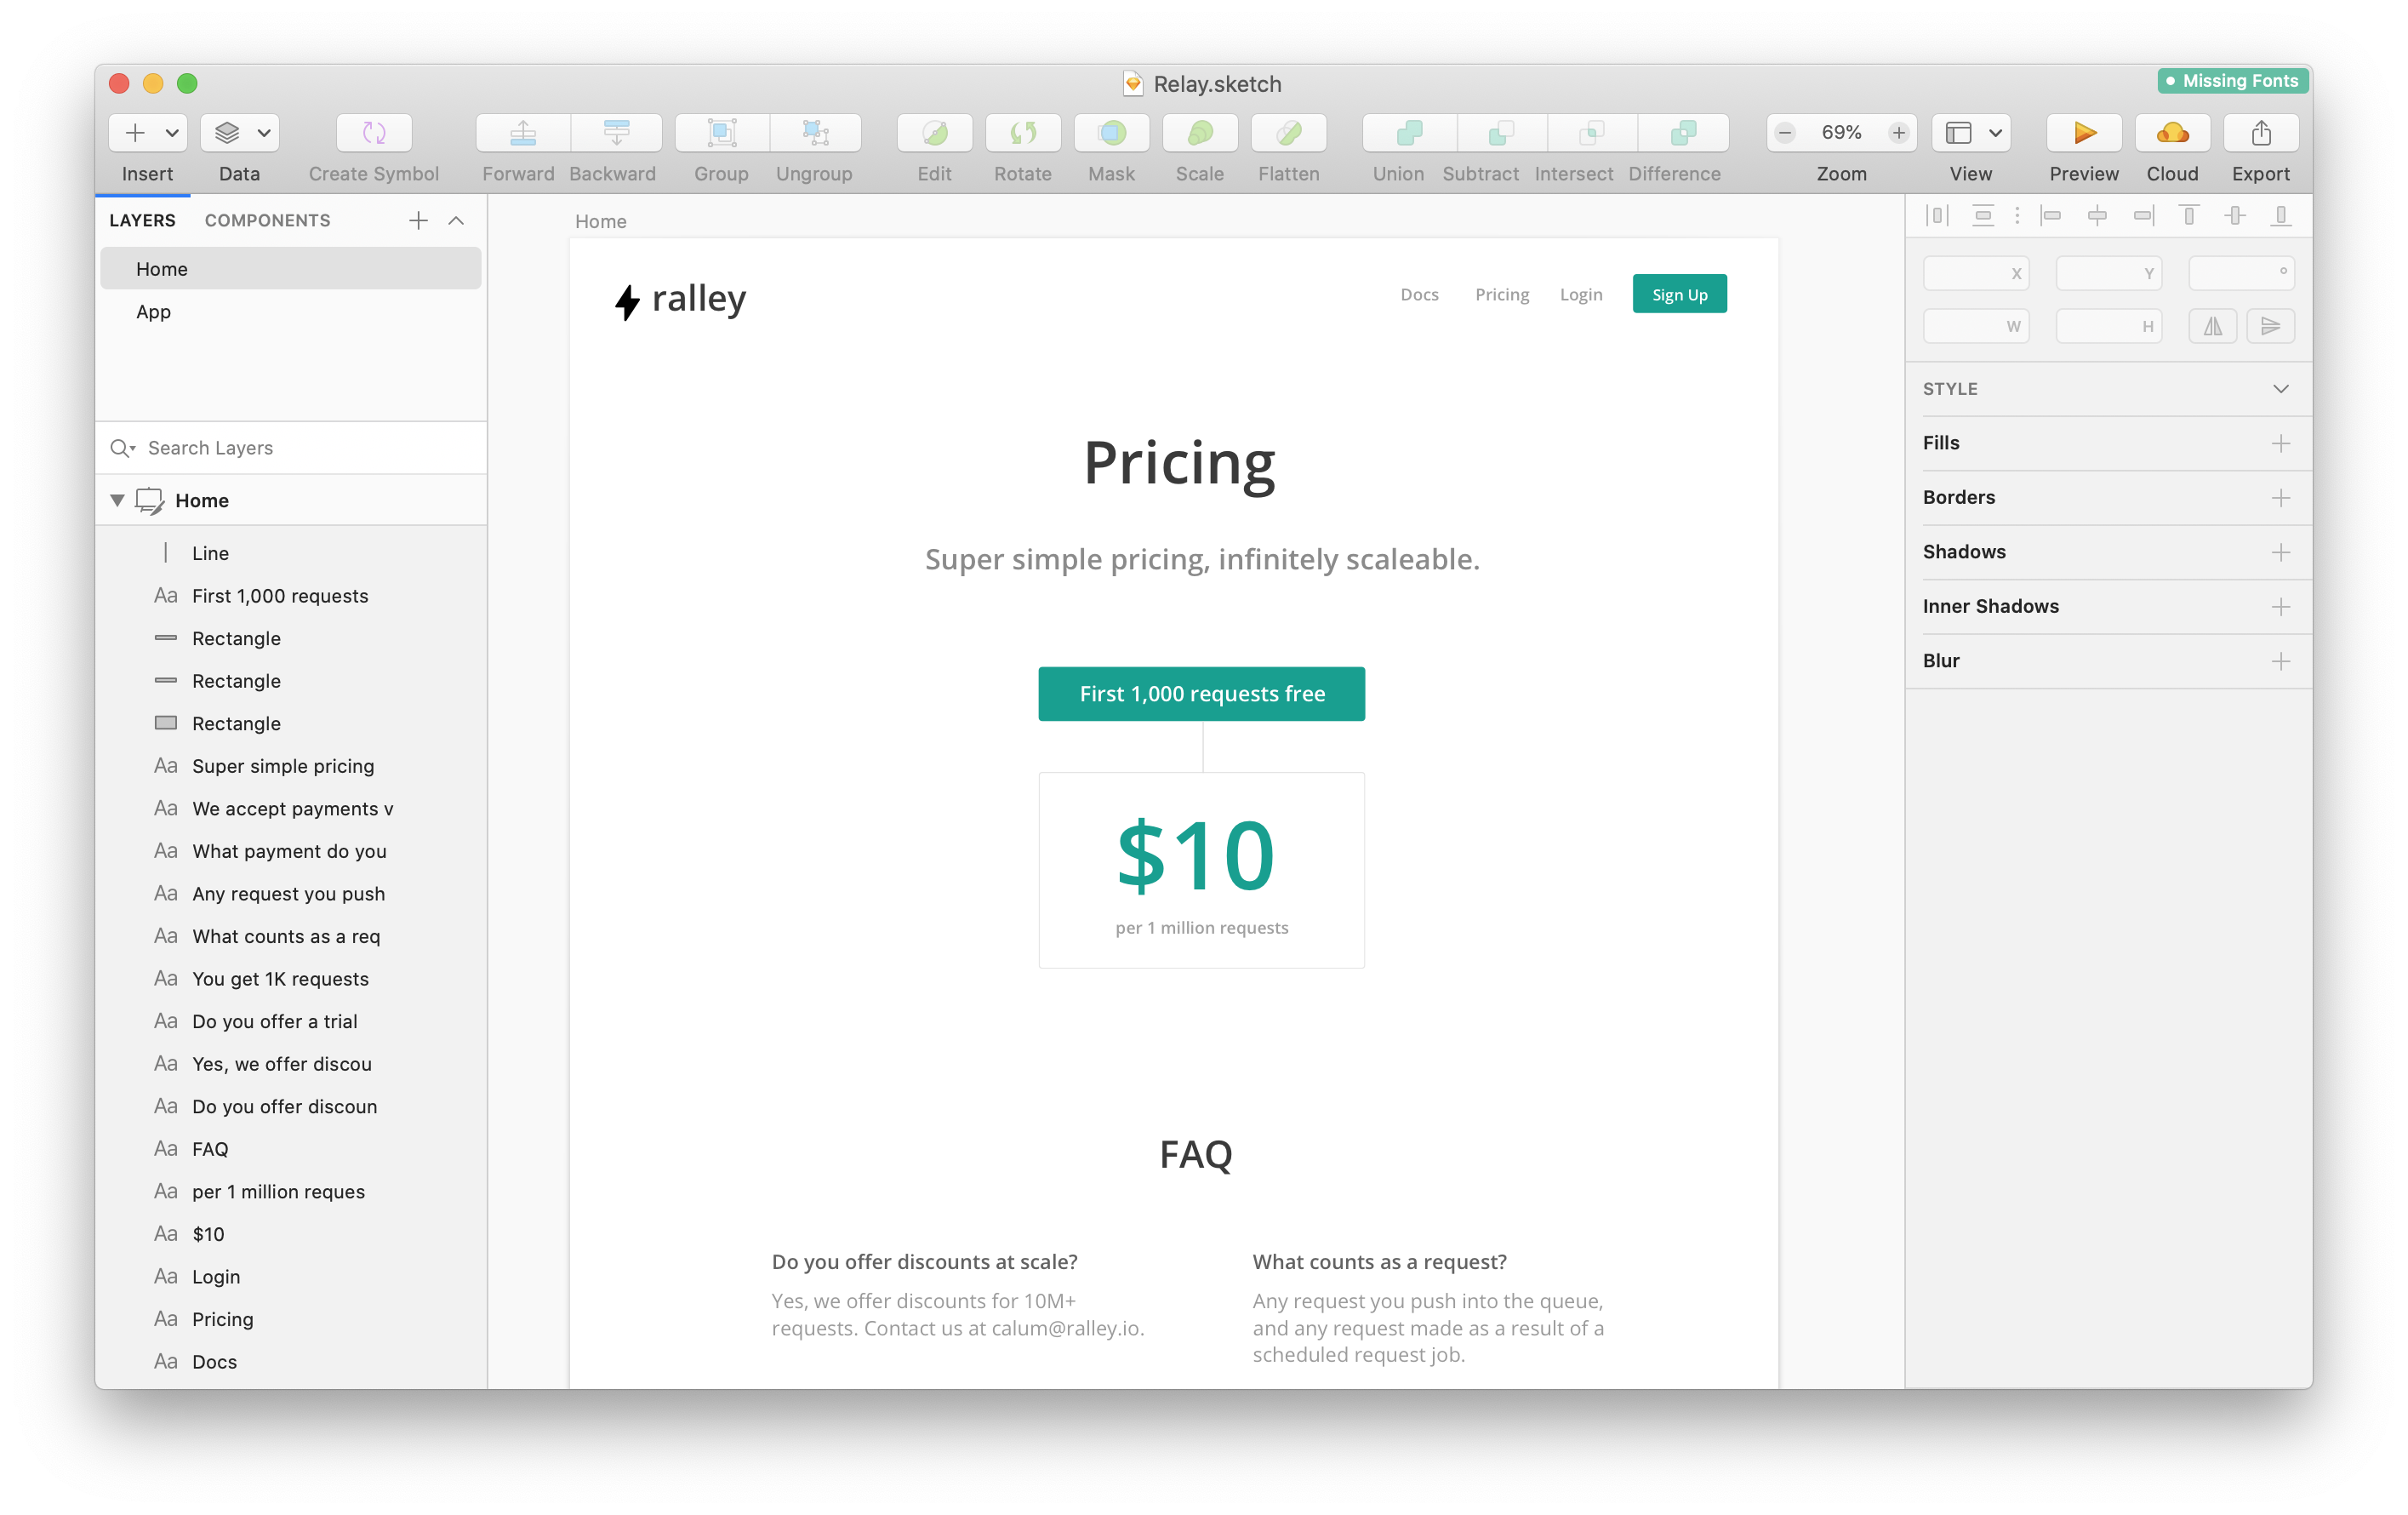 Relay.sketch
Missing Fonts
69%
Insert
Data
Create Symbol
Forward
Backward
Group
Ungroup
Edit
Rotate
Mask
Scale
Flatten
Union
Subtract
Intersect
Difference
Zoom
View
Preview
Cloud
Export
LAYERS
COMPONENTS
Home
App
Search Layers
Home
Line
Aa First 1,000 requests
Rectangle
Rectangle
Rectangle
Aa Super simple pricing
Aa We accept payments v
Aa What payment do you
Aa Any request you push
Aa What counts as a req
Aa You get 1K requests
Aa Do you offer a trial
Aa Yes, we offer discou
Aa Do you offer discoun
Aa FAQ
Aa per 1 million reques
Aa $10
Aa Login
Aa Pricing
Aa Docs
Home
ralley
Docs
Pricing
Login
Sign Up
Pricing
Super simple pricing, infinitely scaleable.
First 1,000 requests free
$10
per 1 million requests
FAQ
Do you offer discounts at scale?
Yes, we offer discounts for 10M+
requests. Contact us at calum@ralley.io.
What counts as a request?
Any request you push into the queue,
and any request made as a result of a
scheduled request job.
X
Y
°
W
H
STYLE
Fills
Borders
Shadows
Inner Shadows
Blur